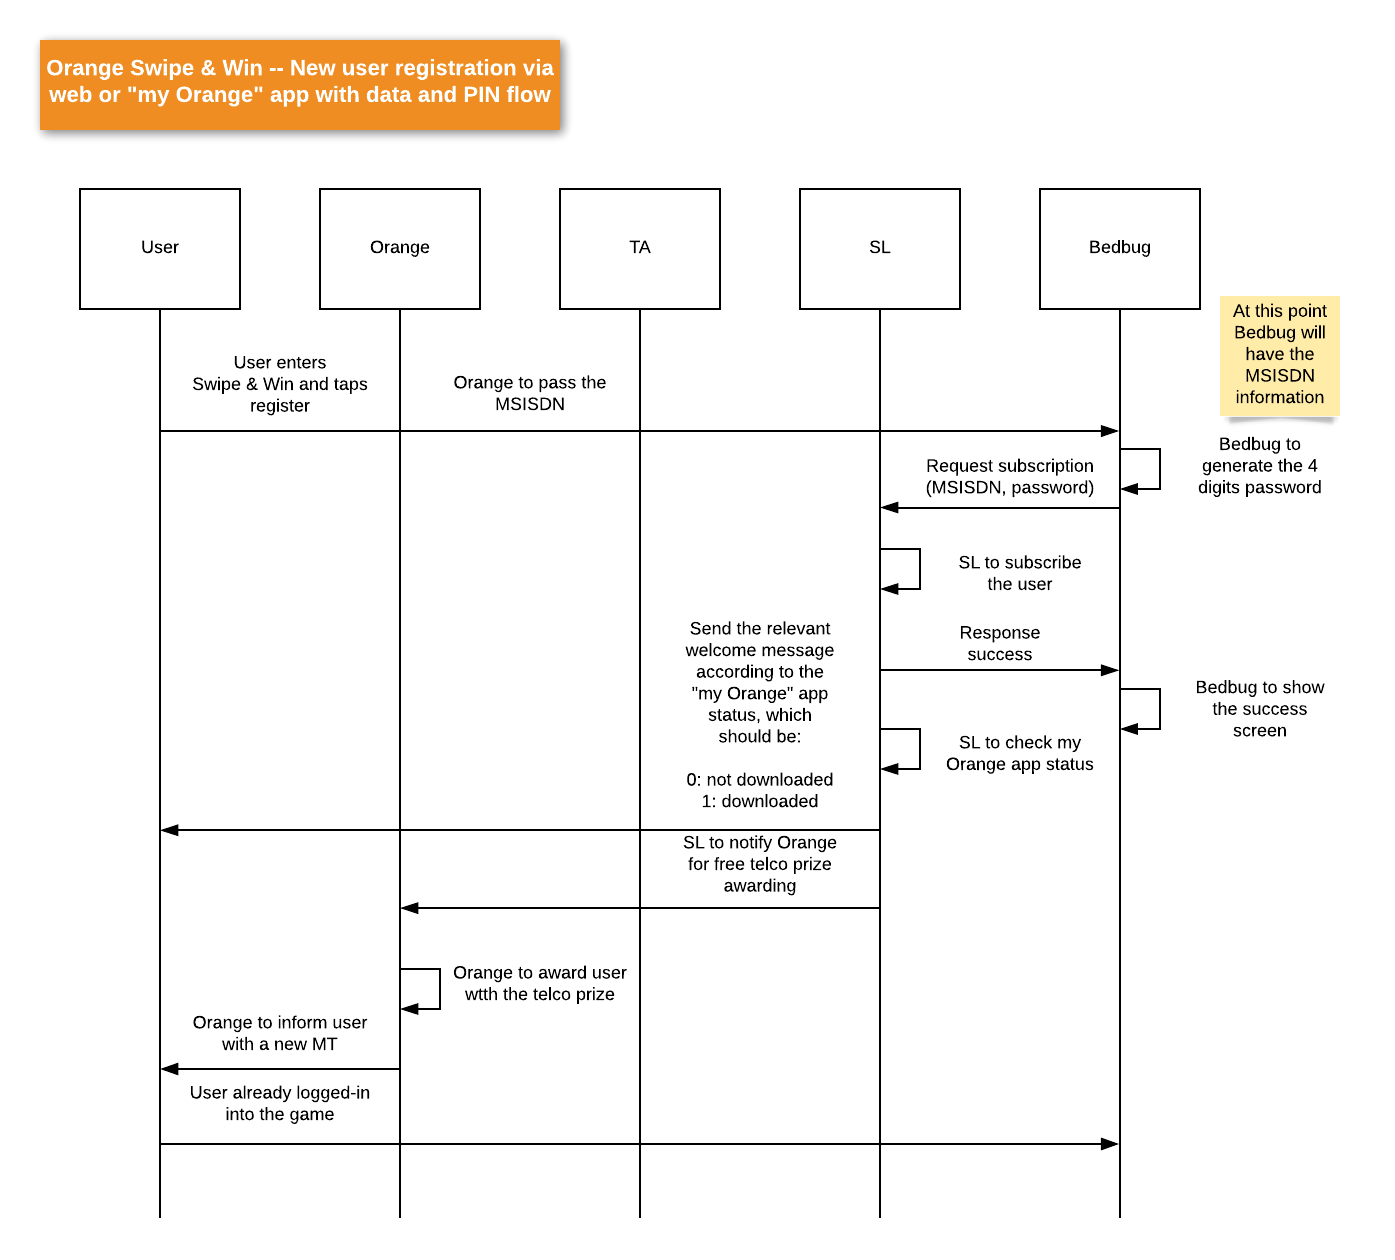 Orange Swipe & Win -- New user registration via
web or "my Orange" app with data and PIN flow
User
Orange
TA
SL
Bedbug
At this point
Bedbug will
have the
MSISDN
information
User enters
Swipe & Win and taps
register
Orange to pass the
MSISDN
Bedbug to
generate the 4
digits password
Request subscription
(MSISDN, password)
SL to subscribe
the user
Send the relevant
welcome message
according to the
"my Orange" app
status, which
should be:
0: not downloaded
1: downloaded
Response
success
Bedbug to show
the success
screen
SL to check my
Orange app status
SL to notify Orange
for free telco prize
awarding
Orange to award user
wtth the telco prize
Orange to inform user
with a new MT
User already logged-in
into the game